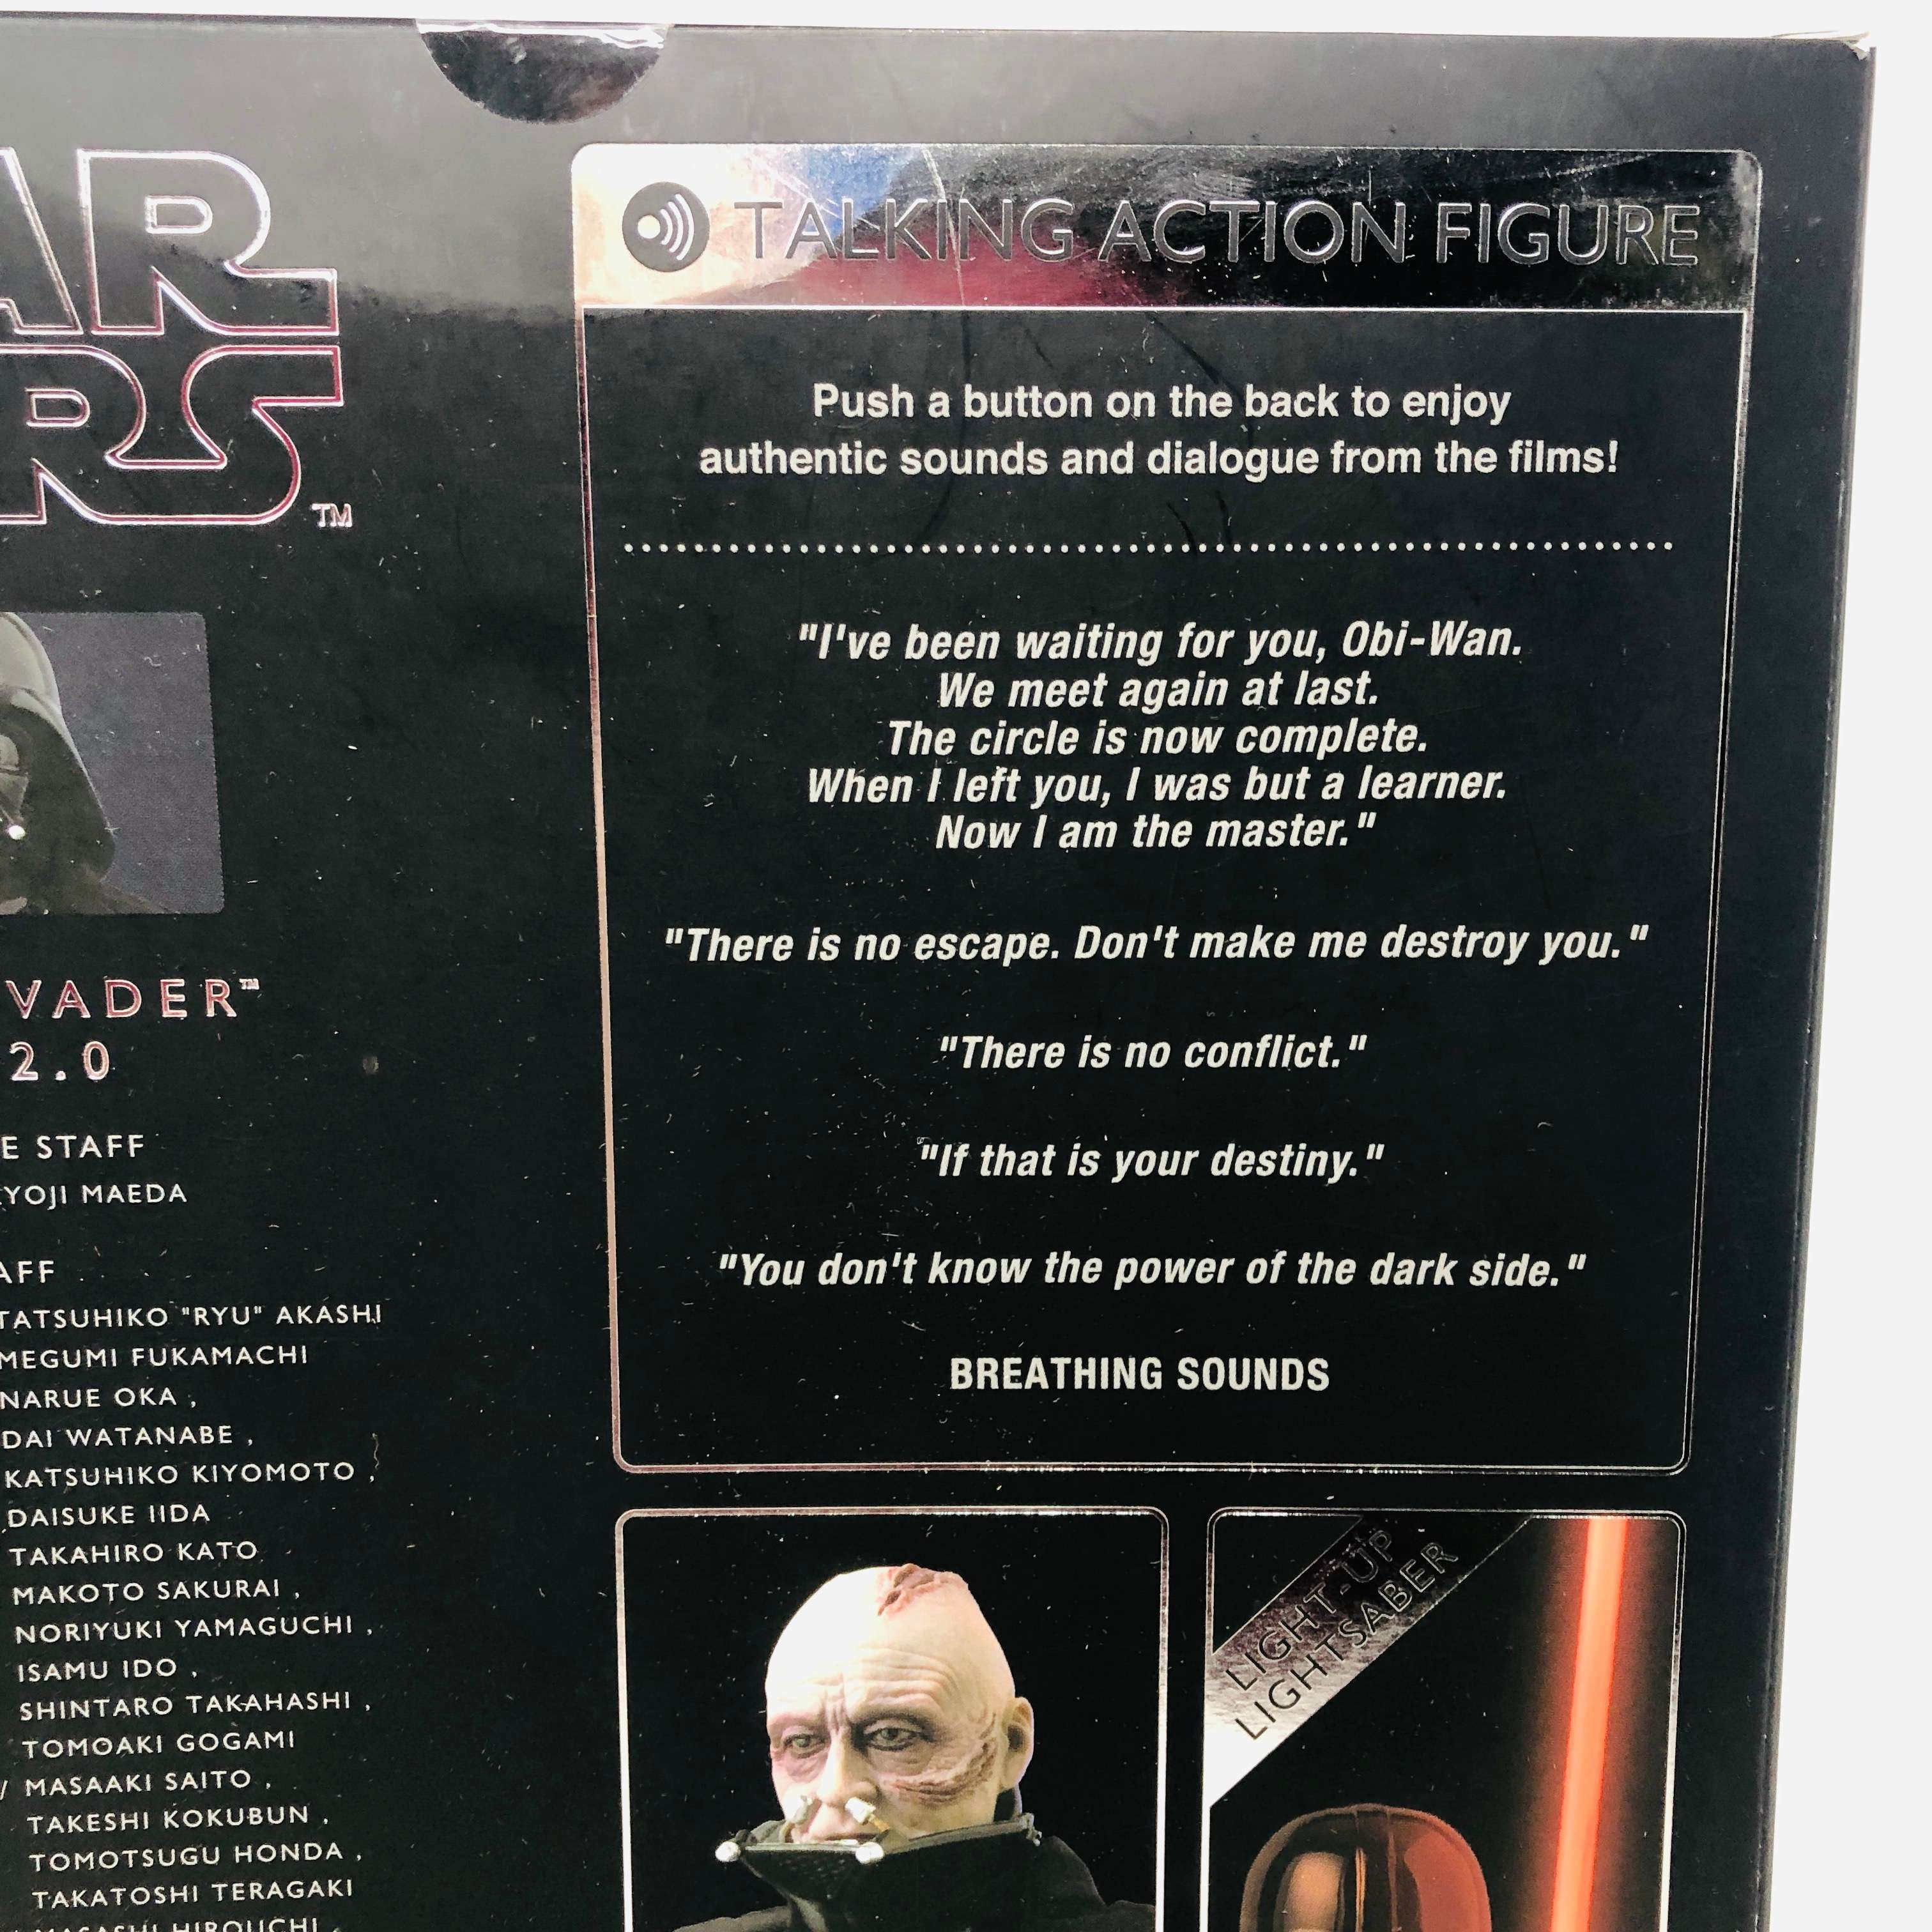 AR
RS
TM
VADER™
2.0
E STAFF
YOJI MAEDA
AFF
TATSUHIKO "RYU" AKASHI
MEGUMI FUKAMACHI
NARUE OKA ,
DAI WATANABE ,
KATSUHIKO KIYOMOTO ,
DAISUKE IIDA
TAKAHIRO KATO
MAKOTO SAKURAI ,
NORIYUKI YAMAGUCHI ,
ISAMU IDO ,
SHINTARO TAKAHASHI ,
TOMOAKI GOGAMI
/ MASAAKI SAITO ,
TAKESHI KOKUBUN ,
TOMOTSUGU HONDA ,
TAKATOSHI TERAGAKI
MASASHI HIROUCHI
TALKING ACTION FIGURE
Push a button on the back to enjoy
authentic sounds and dialogue from the films!
"I've been waiting for you, Obi-Wan.
We meet again at last.
The circle is now complete.
When I left you, I was but a learner.
Now I am the master."
"There is no escape. Don't make me destroy you."
"There is no conflict."
"If that is your destiny."
"You don't know the power of the dark side."
BREATHING SOUNDS
LIGHT-UP
LIGHTSABER